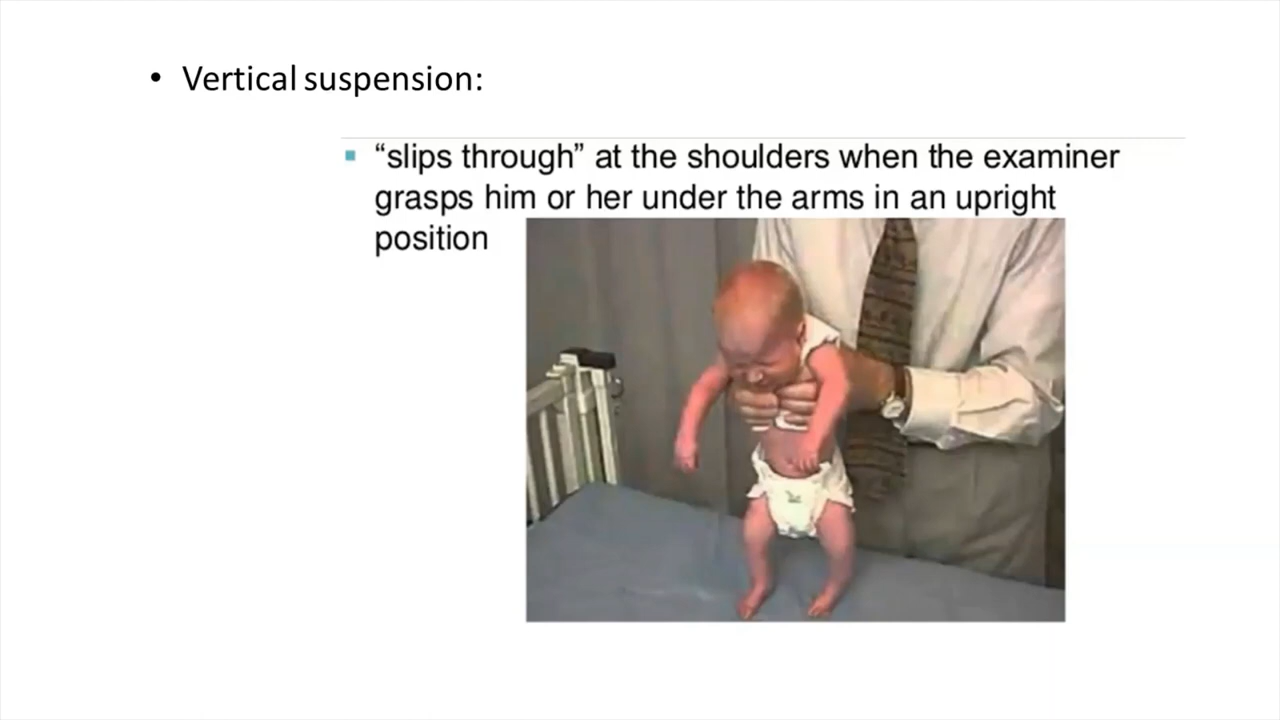 • Vertical suspension:
▪ “slips through” at the shoulders when the examiner
grasps him or her under the arms in an upright
position